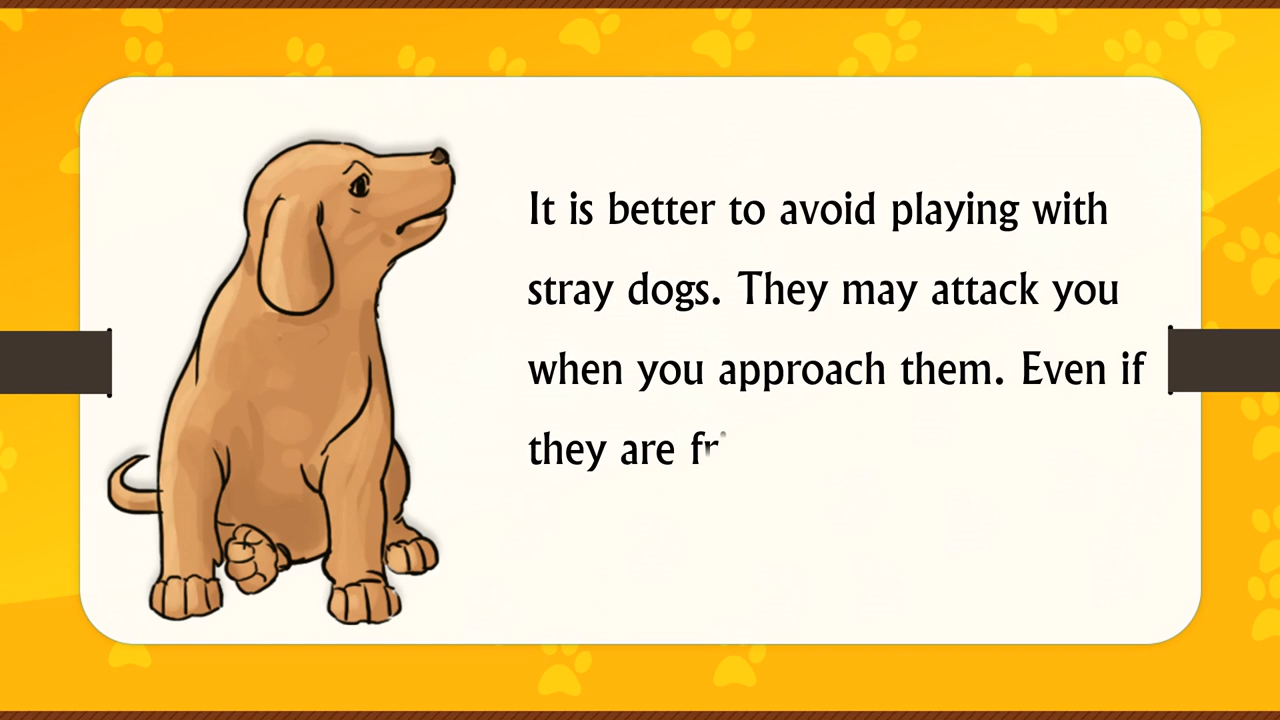 It is better to avoid playing with
stray dogs. They may attack you
when you approach them. Even if
they are